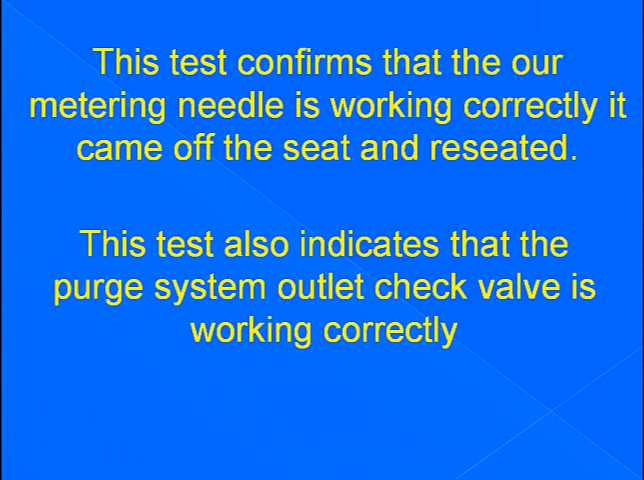 This test confirms that the our
metering needle is working correctly it
came off the seat and reseated.
This test also indicates that the
purge system outlet check valve is
working correctly